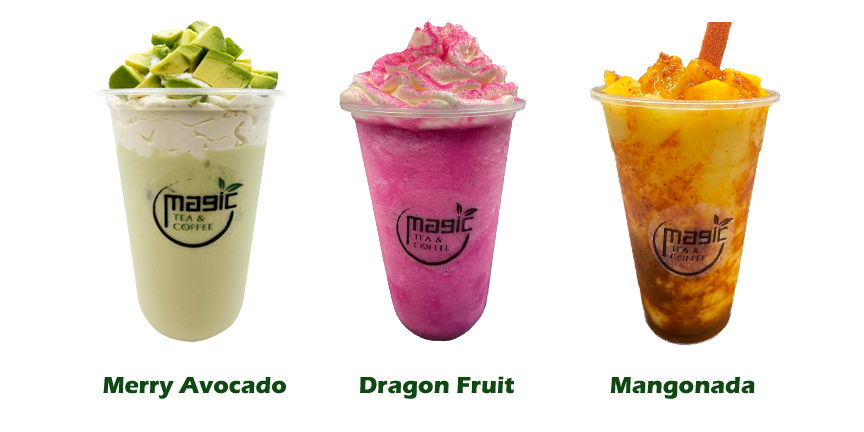 magic
TEA &
COFFEE
magic
TEA &
COFFEE
magic
TEA &
COFFEE
Merry Avocado
Dragon Fruit
Mangonada